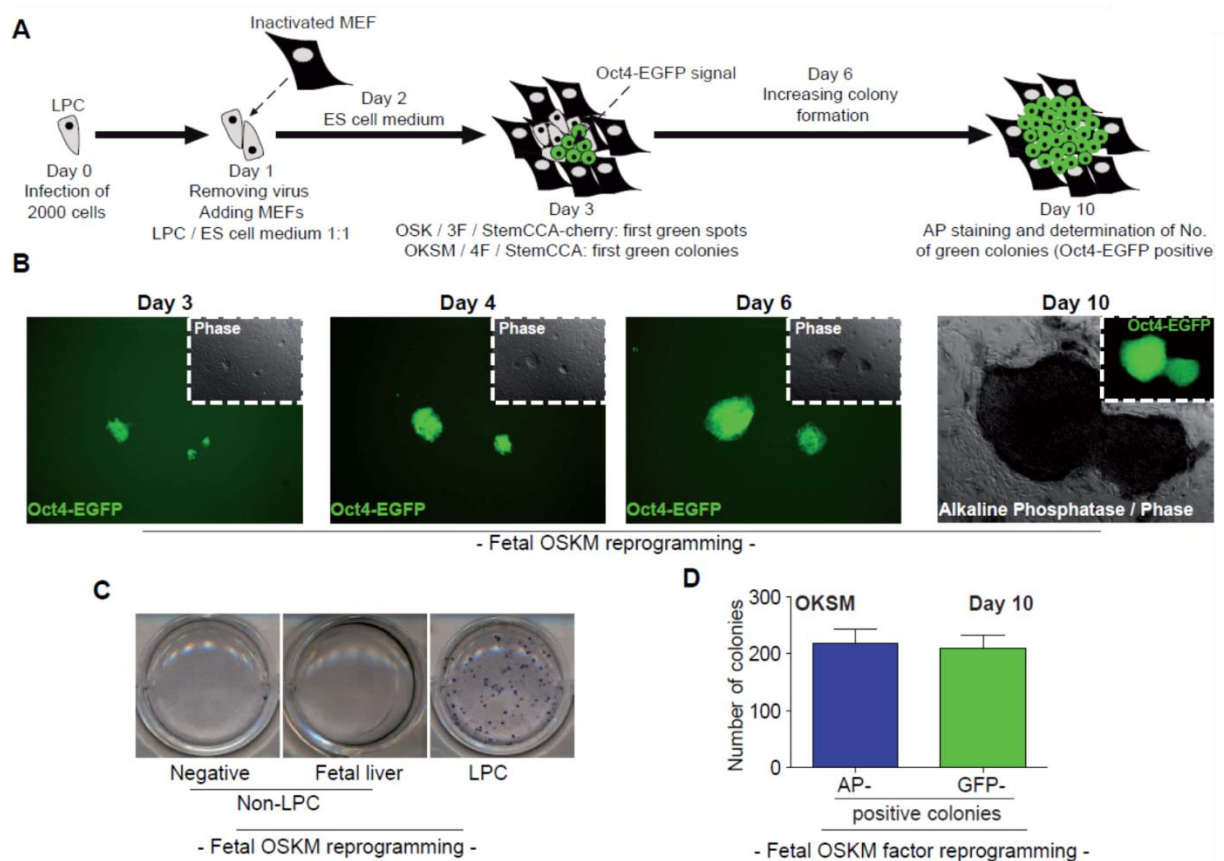 A
Inactivated MEF
Oct4-EGFP signal
LPC
Day 2
ES cell medium
Day 6
Increasing colony
formation
Day 0
Infection of
2000 cells
Day 1
Removing virus
Adding MEFs
LPC / ES cell medium 1:1
Day 3
OSK / 3F / StemCCA-cherry: first green spots
OKSM / 4F / StemCCA: first green colonies
Day 10
AP staining and determination of No.
of green colonies (Oct4-EGFP positive)
B
Day 3
Day 4
Day 6
Day 10
Phase
Phase
Phase
Oct4-EGFP
Oct4-EGFP
Oct4-EGFP
Oct4-EGFP
Alkaline Phosphatase / Phase
- Fetal OSKM reprogramming -
C
Negative
Fetal liver
LPC
Non-LPC
- Fetal OSKM reprogramming -
D
OKSM
Day 10
Number of colonies
300
200
100
0
AP-
GFP-
positive colonies
- Fetal OSKM factor reprogramming -